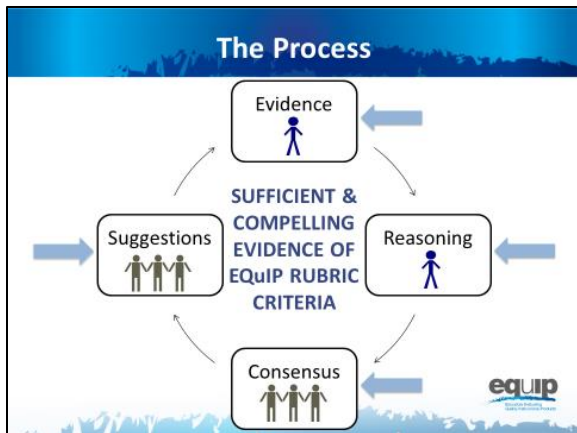 The Process
Evidence
SUFFICIENT &
COMPELLING
EVIDENCE OF
EQuIP RUBRIC
CRITERIA
Suggestions
Reasoning
Consensus
equip